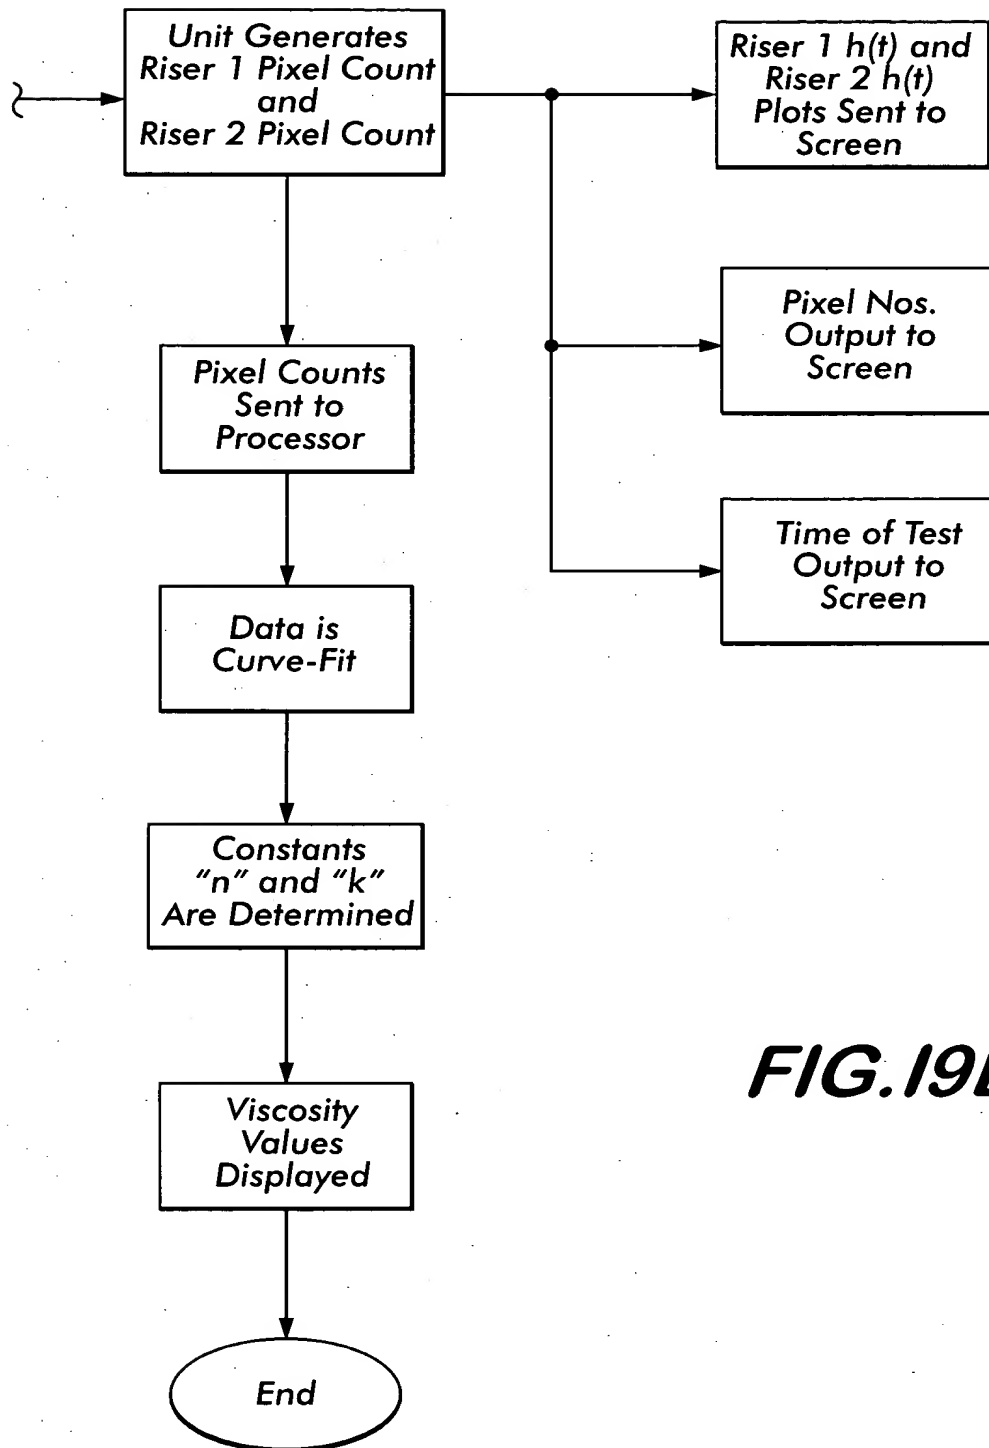 Unit Generates
Riser 1 Pixel Count
and
Riser 2 Pixel Count
Riser 1 h(t) and
Riser 2 h(t)
Plots Sent to
Screen
Pixel Nos.
Output to
Screen
Pixel Counts
Sent to
Processor
Time of Test
Output to
Screen
Data is
Curve-Fit
Constants
"n" and "k"
Are Determined
Viscosity
Values
Displayed
End